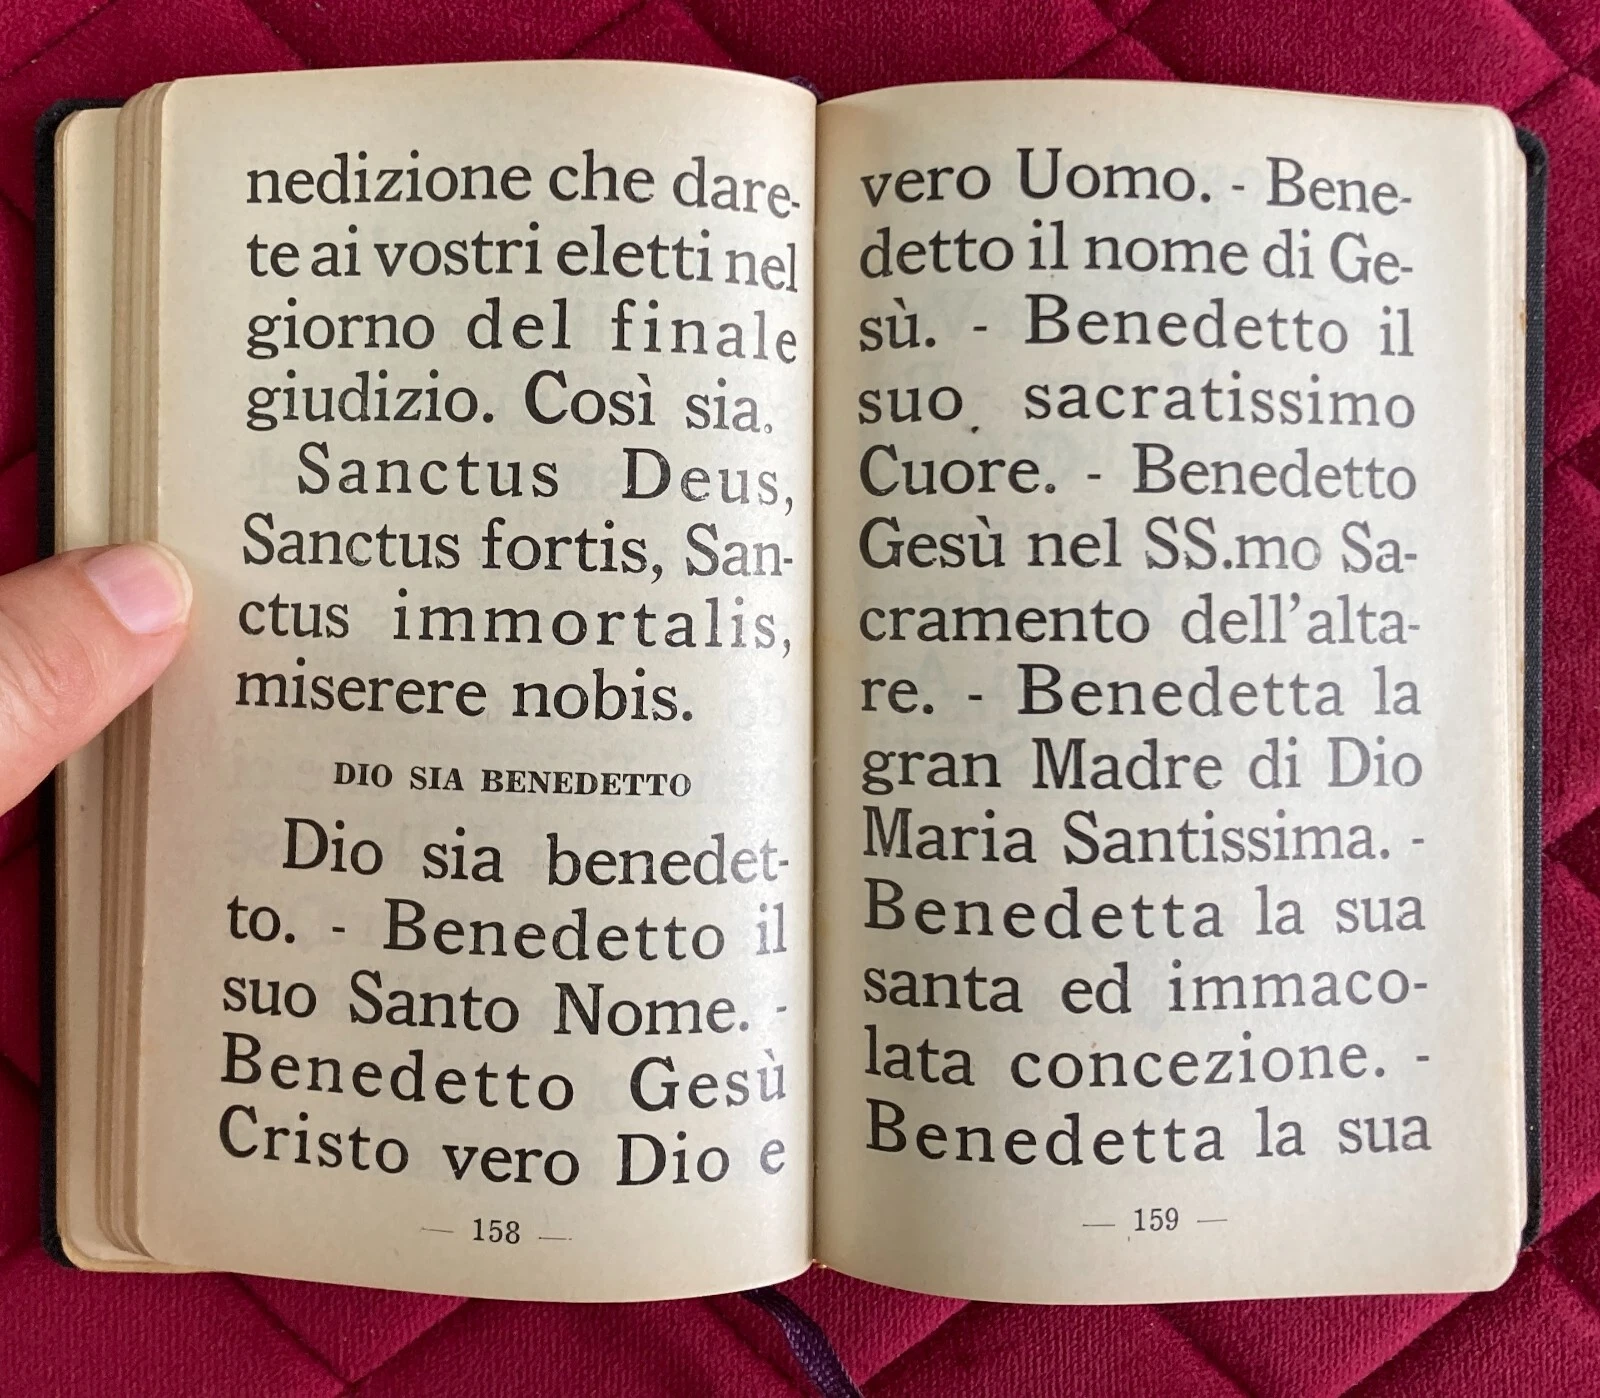 nedizione che dare-
te ai vostri eletti nel
giorno del finale
giudizio. Così sia.
Sanctus Deus,
Sanctus fortis, San-
ctus immortalis,
miserere nobis.
DIO SIA BENEDETTO
Dio sia benedet-
to. - Benedetto il
suo Santo Nome. -
Benedetto Gesù
Cristo vero Dio e
— 158 —
vero Uomo. - Bene-
detto il nome di Ge-
sù. - Benedetto il
suo sacratissimo
Cuore. - Benedetto
Gesù nel SS.mo Sa-
cramento dell'alta-
re. - Benedetta la
gran Madre di Dio
Maria Santissima. -
Benedetta la sua
santa ed immaco-
lata concezione. -
Benedetta la sua
— 159 —